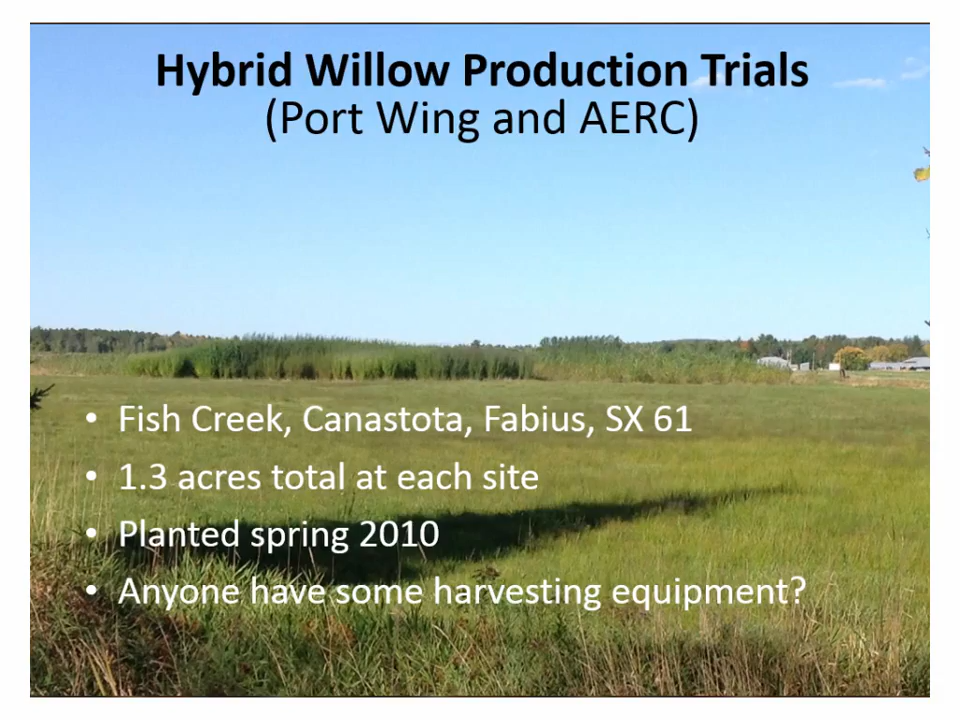 Hybrid Willow Production Trials
(Port Wing and AERC)
• Fish Creek, Canastota, Fabius, SX 61
• 1.3 acres total at each site
• Planted spring 2010
• Anyone have some harvesting equipment?